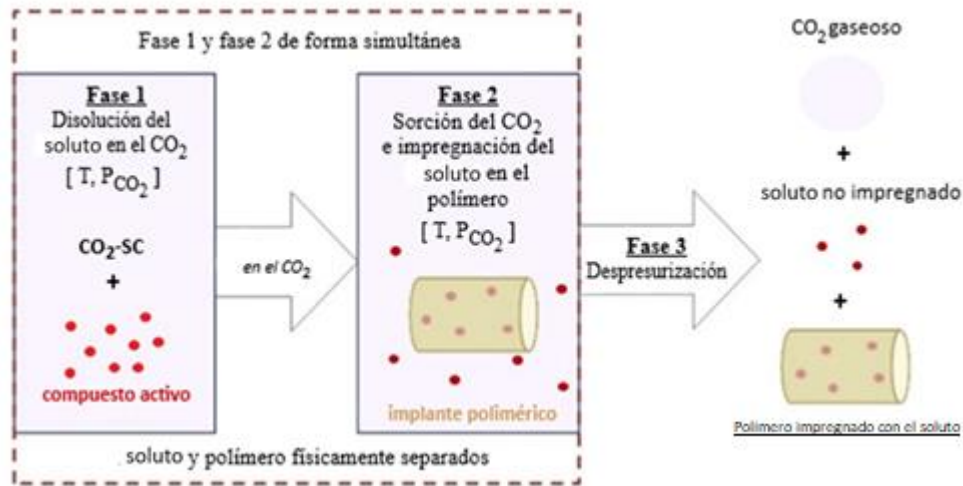 Fase 1 y fase 2 de forma simultánea
Fase 1
Disolución del
soluto en el CO2
[ T, PCO2 ]
CO2-SC
+
compuesto activo
en el CO2
Fase 2
Sorción del CO2
e impregnación del
soluto en el
polímero
[ T, PCO2 ]
implante polimérico
.soluto y polímero físicamente separados
Fase 3
Despresurización
CO2 gaseoso
+
soluto no impregnado
+
Polímero impregnado con el soluto